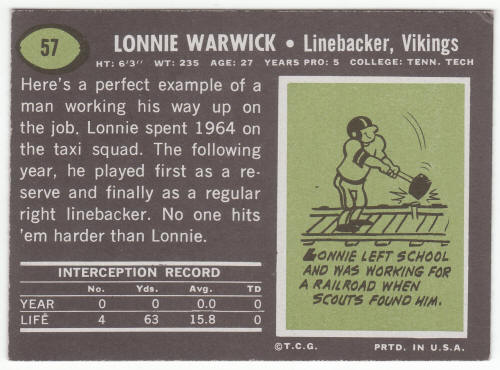 57
LONNIE WARWICK • Linebacker, Vikings
HT: 6'3" WT: 235 AGE: 27 YEARS PRO: 5 COLLEGE: TENN. TECH
Here's a perfect example of a
man working his way up on
the job. Lonnie spent 1964 on
the taxi squad. The following
year, he played first as a re-
serve and finally as a regular
right linebacker. No one hits
'em harder than Lonnie.
INTERCEPTION RECORD
No. Yds. Avg. TD
YEAR 0 0 0.0 0
LIFE 4 63 15.8 0
LONNIE LEFT SCHOOL
AND WAS WORKING FOR
A RAILROAD WHEN
SCOUTS FOUND HIM.
©T.C.G. PRTD. IN U.S.A.